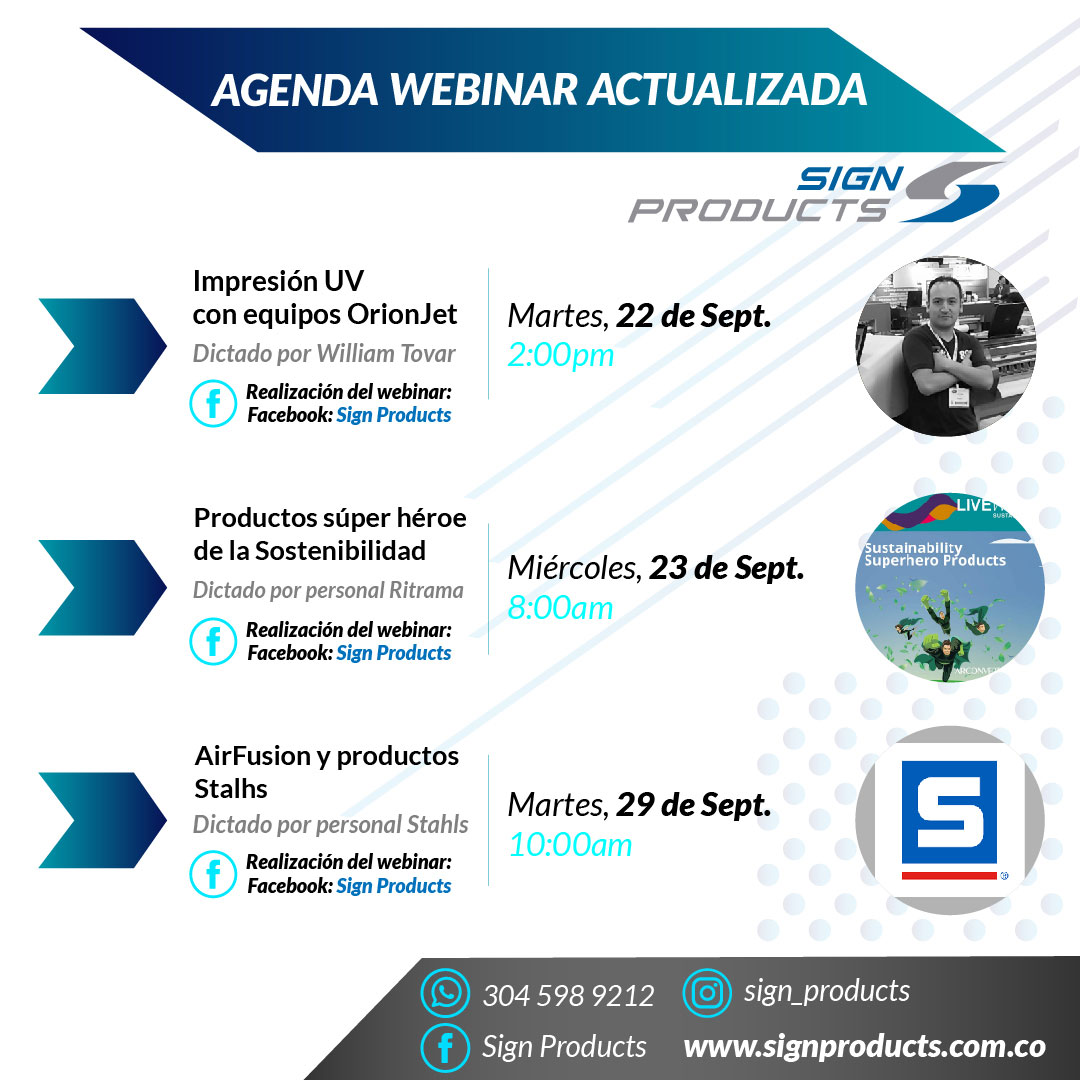 AGENDA WEBINAR ACTUALIZADA
SIGN
PRODUCTS
Impresión UV
con equipos OrionJet
Dictado por William Tovar
Realización del webinar:
Facebook: Sign Products
Martes, 22 de Sept.
2:00pm
Productos súper héroe
de la Sostenibilidad
Dictado por personal Ritrama
Realización del webinar:
Facebook: Sign Products
Miércoles, 23 de Sept.
8:00am
LIVE
Sustainability
Superhero Products
AirFusion y productos
Stalhs
Dictado por personal Stahls
Realización del webinar:
Facebook: Sign Products
Martes, 29 de Sept.
10:00am
S
®
304 598 9212
sign_products
Sign Products
www.signproducts.com.co